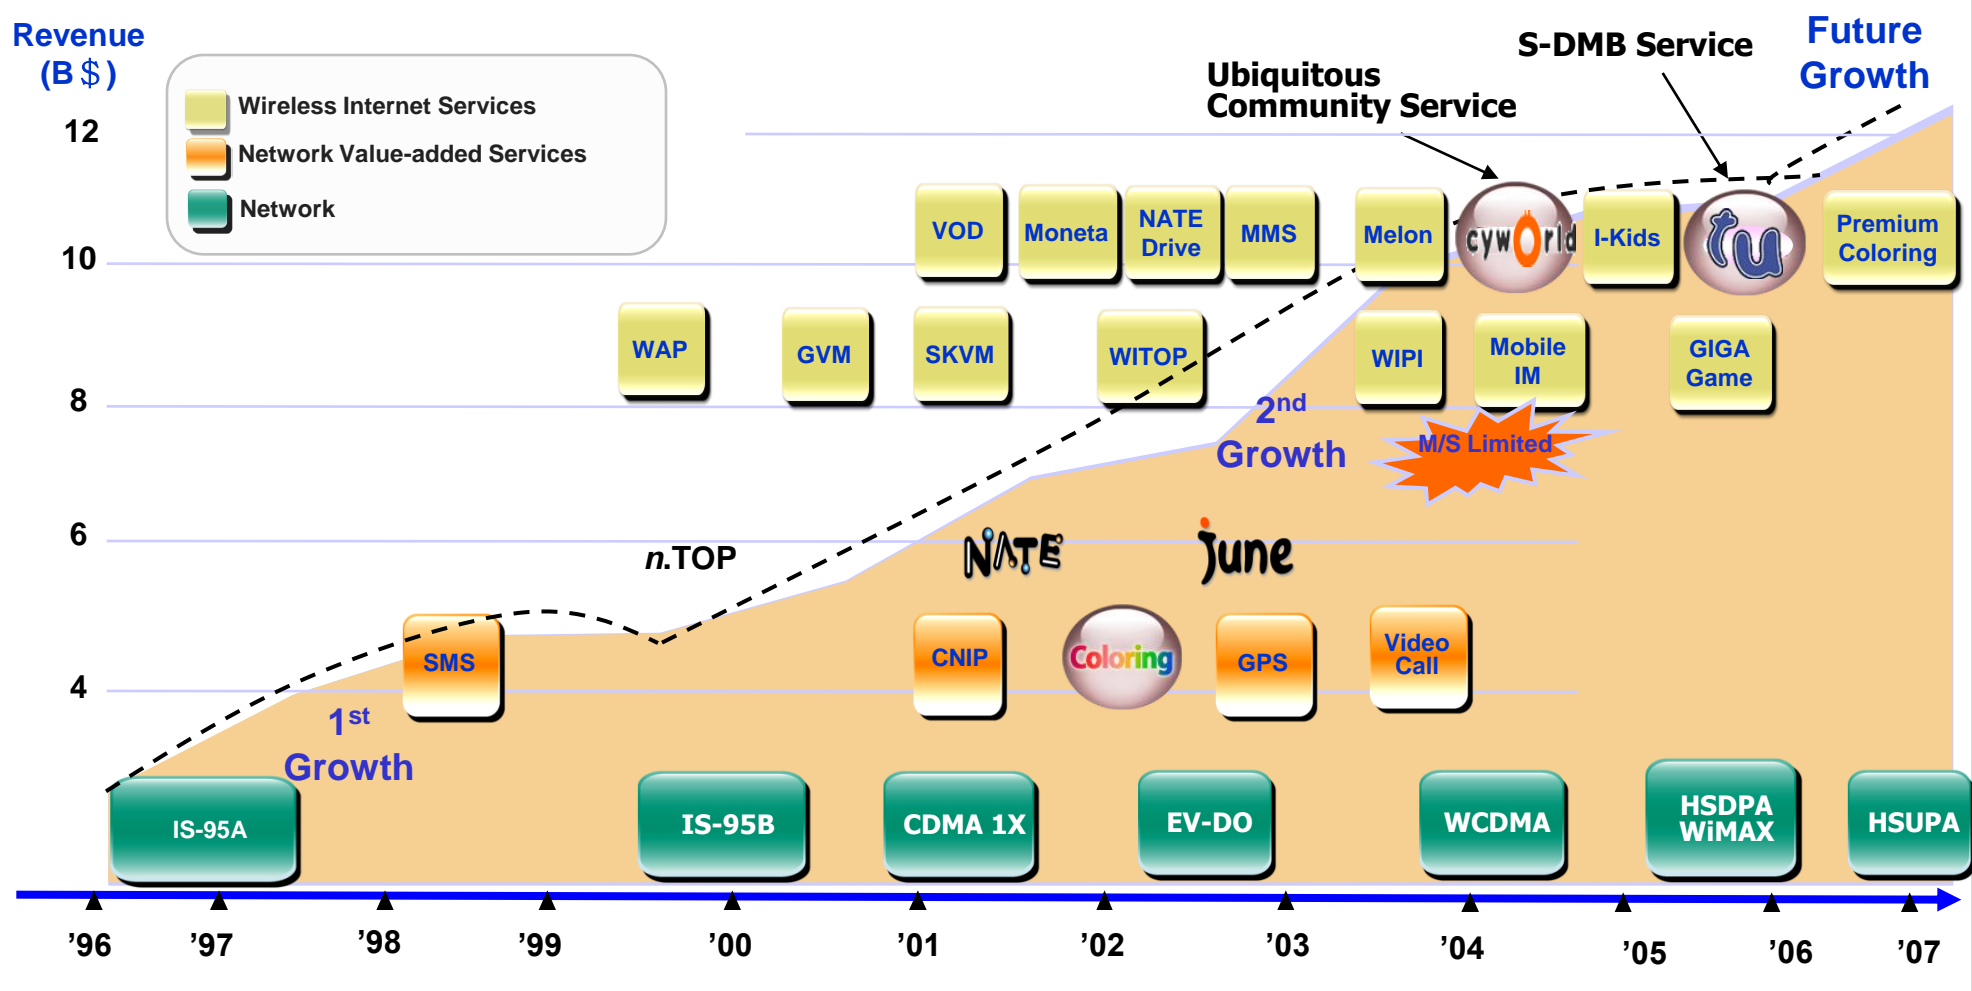 Revenue
(B $)
Wireless Internet Services
Network Value-added Services
Network
Ubiquitous
Community Service
S-DMB Service
Future
Growth
12
10
8
6
4
VOD
Moneta
NATE
Drive
MMS
Melon
cyworld
I-Kids
tu
Premium
Coloring
WAP
GVM
SKVM
WITOP
WIPI
Mobile
IM
GIGA
Game
2nd
Growth
M/S Limited
n.TOP
NATE
june
SMS
CNIP
Coloring
GPS
Video
Call
1st
Growth
IS-95A
IS-95B
CDMA 1X
EV-DO
WCDMA
HSDPA
WiMAX
HSUPA
’96
’97
’98
’99
’00
’01
’02
’03
’04
’05
’06
’07